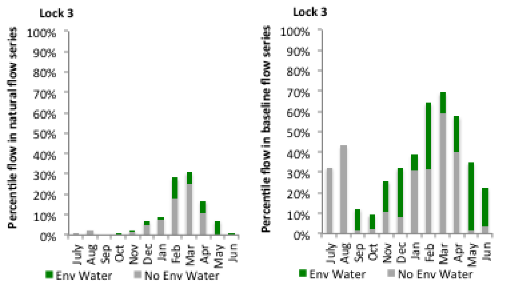 Lock 3
Percentile flow in natural flow series
100%
90%
80%
70%
60%
50%
40%
30%
20%
10%
0%
July
Aug
Sep
Oct
Nov
Dec
Jan
Feb
Mar
Apr
May
Jun
Env Water
No Env Water
Lock 3
Percentile flow in baseline flow series
100%
90%
80%
70%
60%
50%
40%
30%
20%
10%
0%
July
Aug
Sep
Oct
Nov
Dec
Jan
Feb
Mar
Apr
May
Jun
Env Water
No Env Water